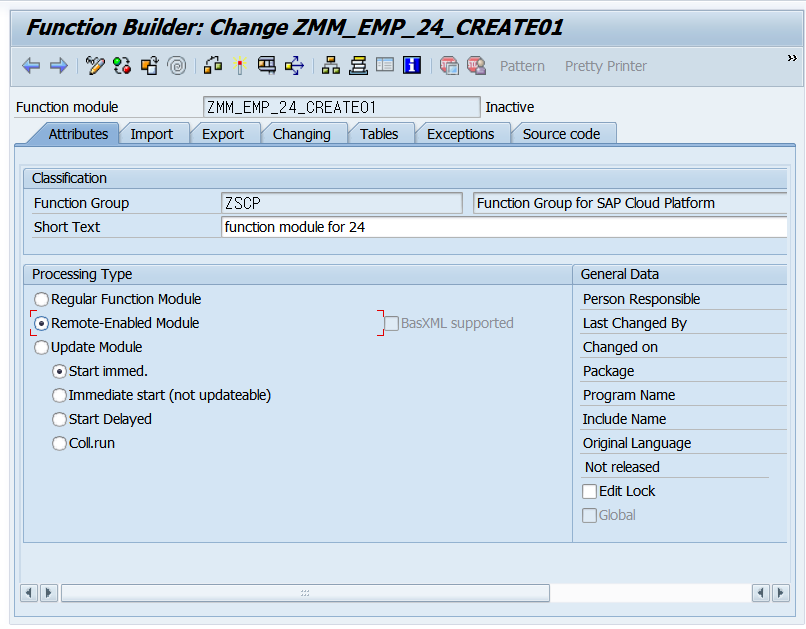 Function Builder: Change ZMM_EMP_24_CREATE01
Pattern Pretty Printer
Function module ZMM_EMP_24_CREATE01 Inactive
Attributes Import Export Changing Tables Exceptions Source code
Classification
Function Group ZSCP Function Group for SAP Cloud Platform
Short Text function module for 24
Processing Type General Data
Regular Function Module Person Responsible
Remote-Enabled Module BasXML supported Last Changed By
Update Module Changed on
Start immed. Package
Immediate start (not updateable) Program Name
Start Delayed Include Name
Coll.run Original Language
Not released
Edit Lock
Global